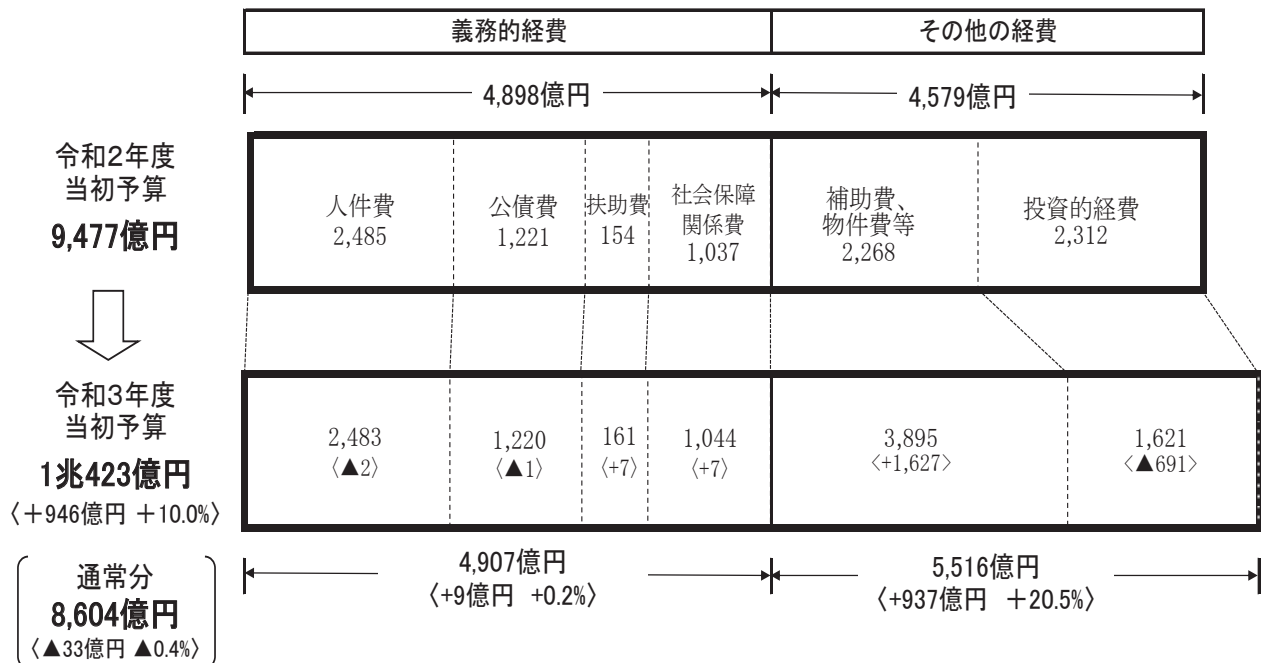 義務的経費
その他の経費
4,898億円
4,579億円
令和2年度
当初予算
9,477億円
人件費
2,485
公債費
1,221
扶助費
154
社会保障
関係費
1,037
補助費、
物件費等
2,268
投資的経費
2,312
令和3年度
当初予算
1兆423億円
〈＋946億円 ＋10.0%〉
2,483
〈▲2〉
1,220
〈▲1〉
161
〈+7〉
1,044
〈+7〉
3,895
〈+1,627〉
1,621
〈▲691〉
通常分
8,604億円
〈▲33億円 ▲0.4%〉
4,907億円
〈+9億円 +0.2%〉
5,516億円
〈+937億円 ＋20.5%〉